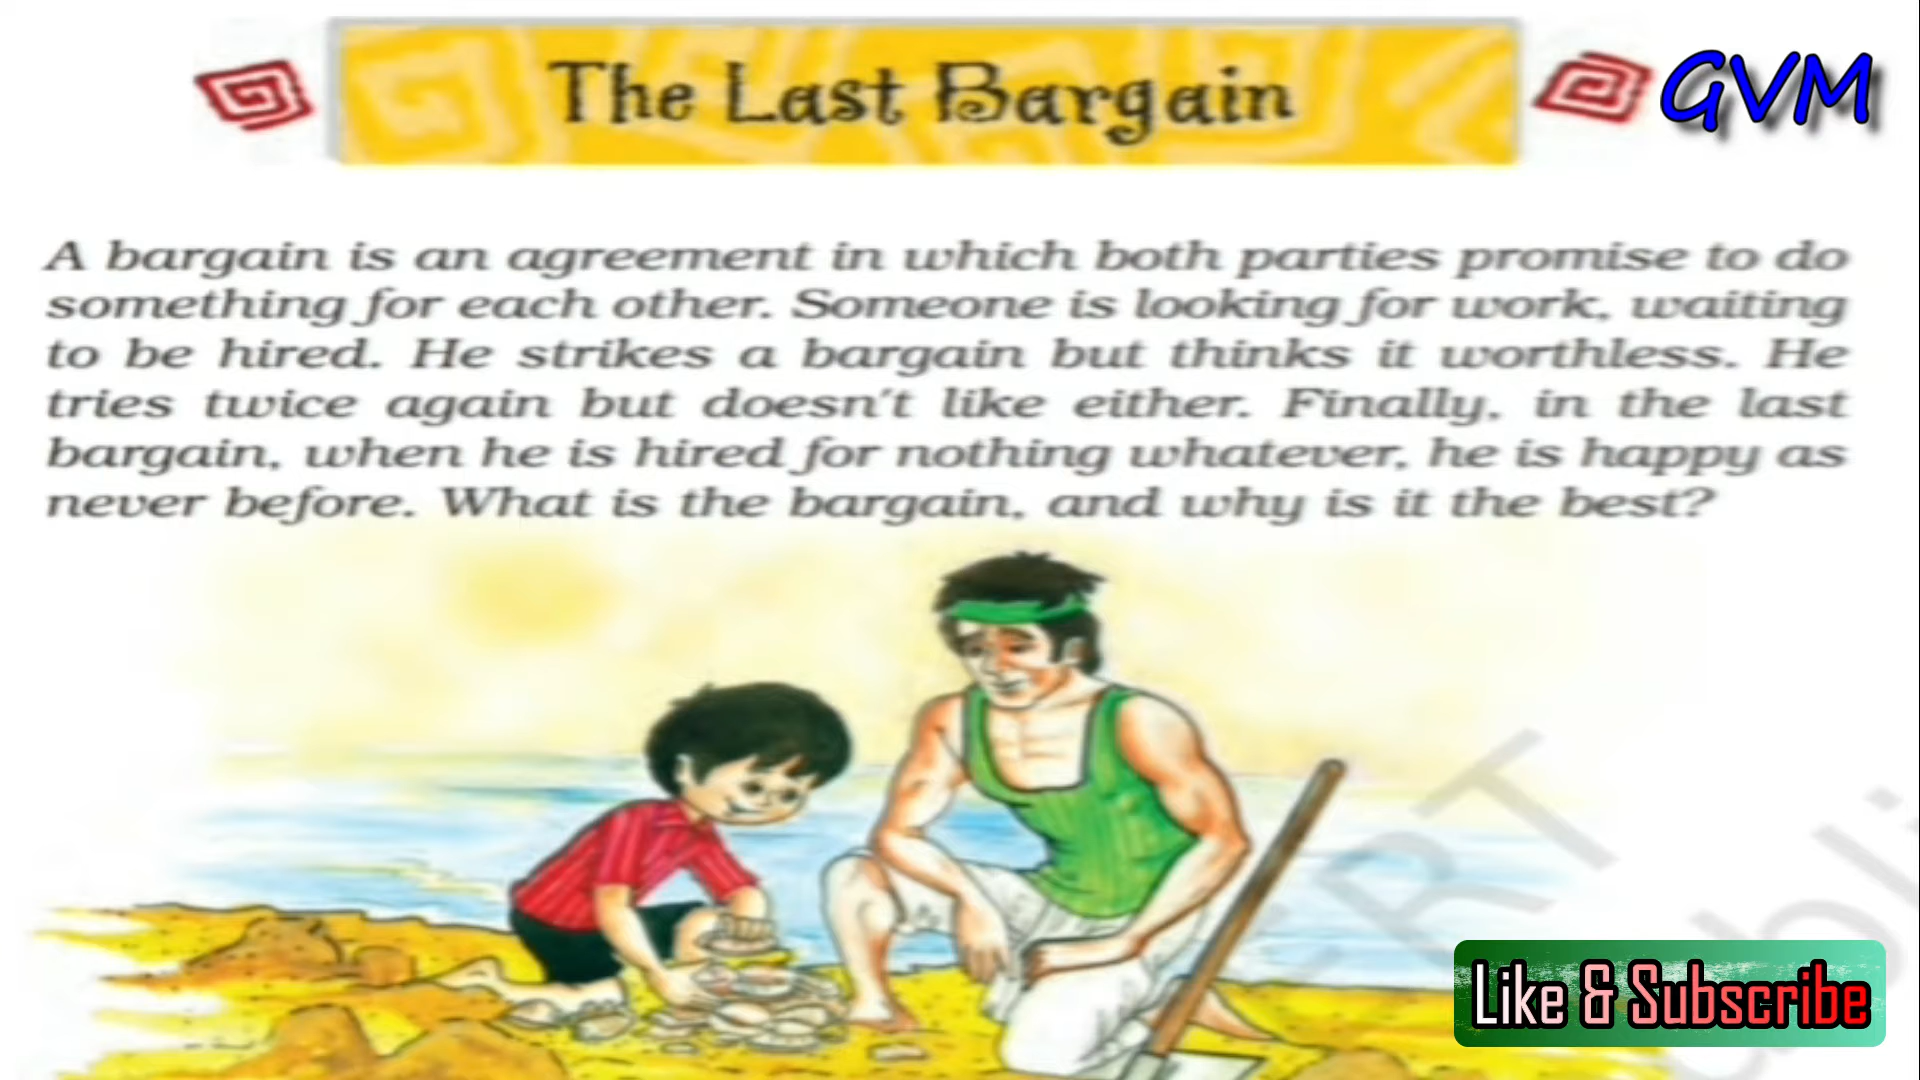 The Last Bargain
GVM
A bargain is an agreement in which both parties promise to do
something for each other. Someone is looking for work, waiting
to be hired. He strikes a bargain but thinks it worthless. He
tries twice again but doesn't like either. Finally, in the last
bargain, when he is hired for nothing whatever, he is happy as
never before. What is the bargain, and why is it the best?
Like & Subscribe